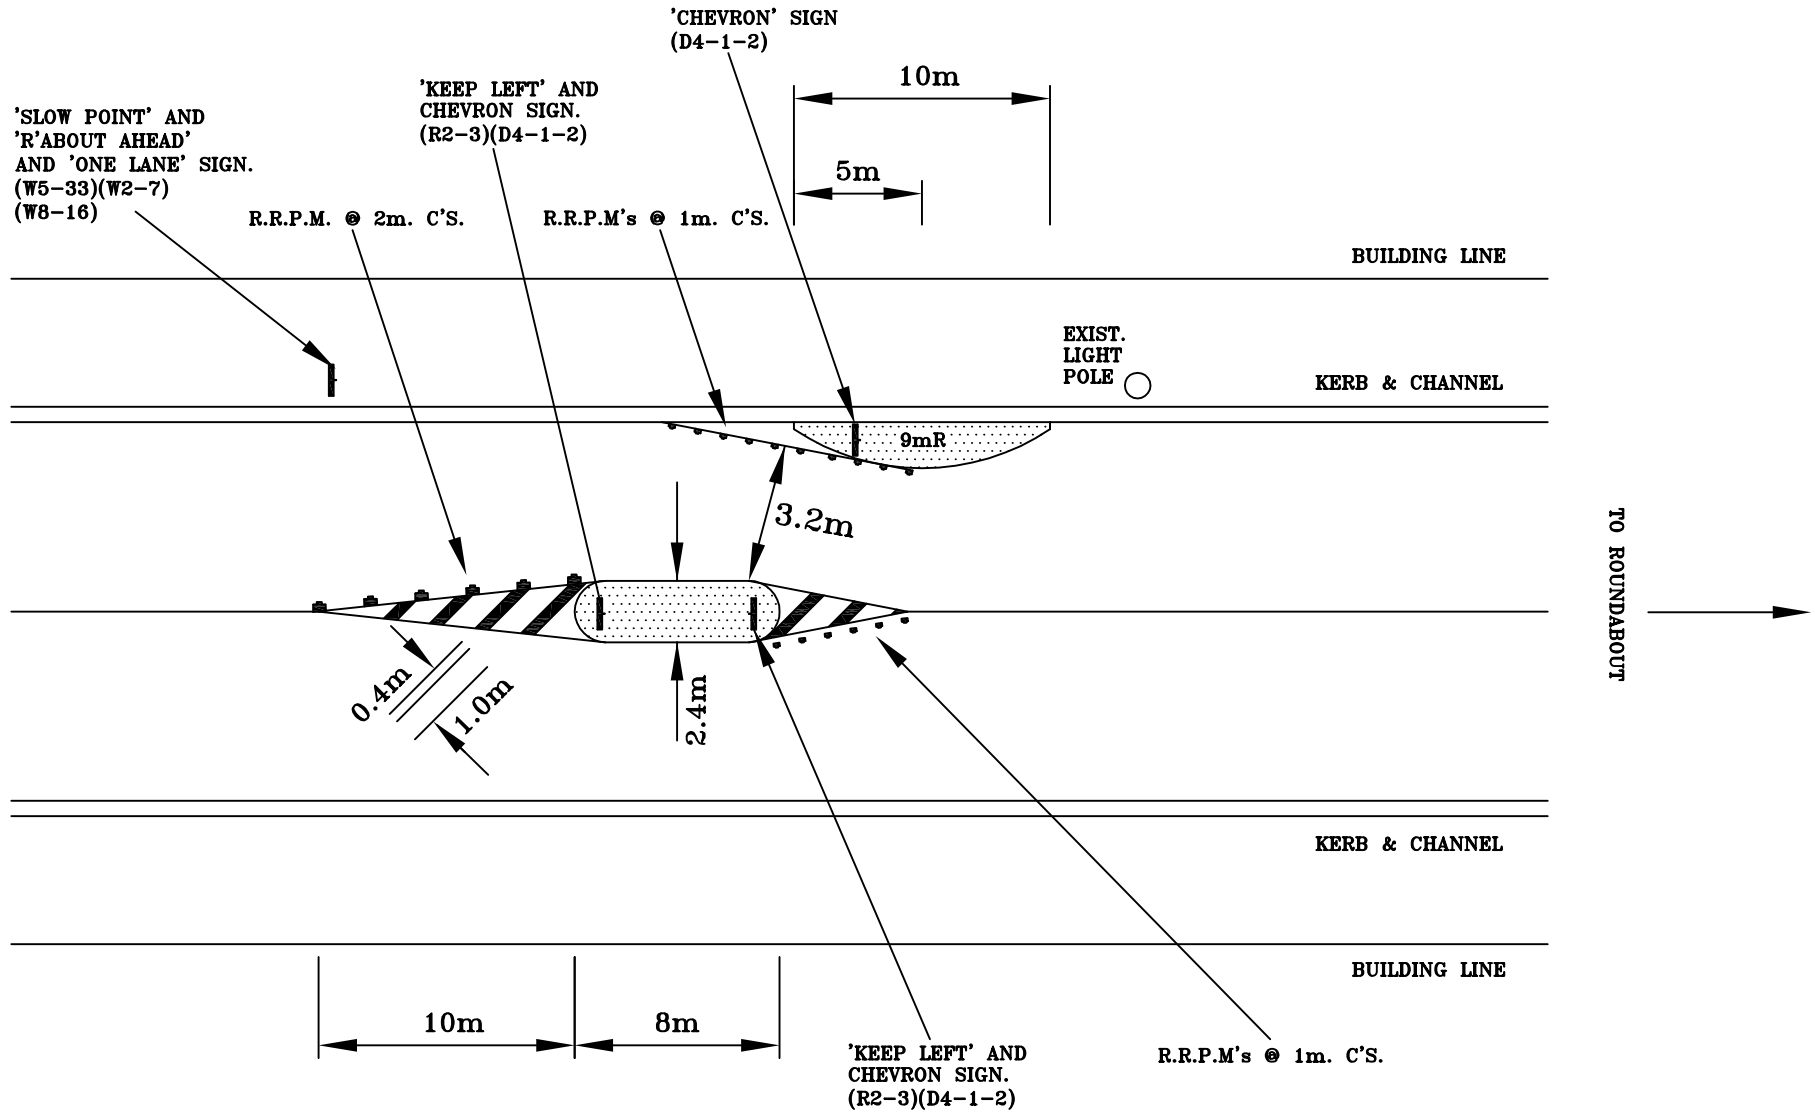 'CHEVRON' SIGN
(D4-1-2)
10m
'KEEP LEFT' AND
CHEVRON SIGN.
(R2-3)(D4-1-2)
'SLOW POINT' AND
'R'ABOUT AHEAD'
AND 'ONE LANE' SIGN.
(W5-33)(W2-7)
(W8-16)
5m
R.R.P.M. @ 2m. C'S.
R.R.P.M's @ 1m. C'S.
BUILDING LINE
EXIST.
LIGHT
POLE
KERB & CHANNEL
9mR
3.2m
TO ROUNDABOUT
0.4m
1.0m
2.4m
KERB & CHANNEL
BUILDING LINE
10m
8m
'KEEP LEFT' AND
CHEVRON SIGN.
(R2-3)(D4-1-2)
R.R.P.M's @ 1m. C'S.